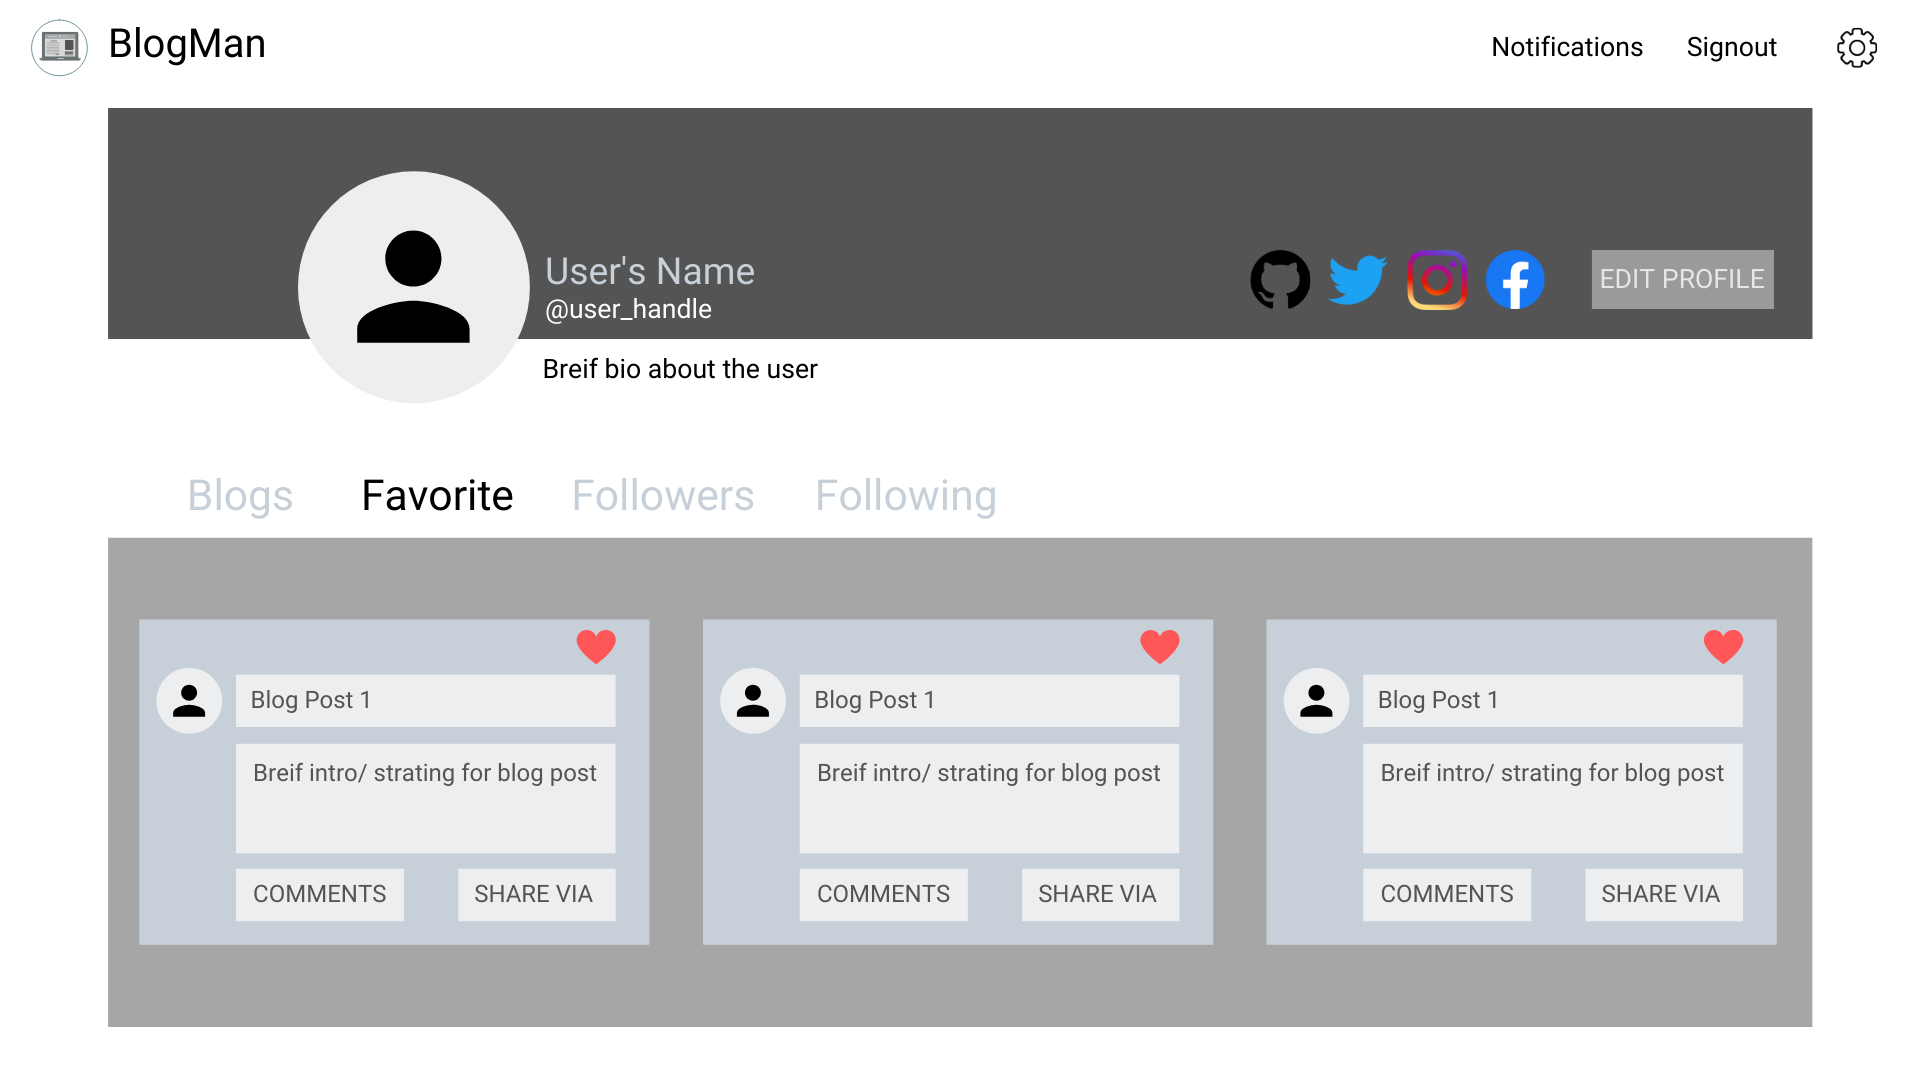 BlogMan
Notifications
Signout
User's Name
@user_handle
EDIT PROFILE
Breif bio about the user
Blogs
Favorite
Followers
Following
Blog Post 1
Breif intro/ strating for blog post
COMMENTS
SHARE VIA
Blog Post 1
Breif intro/ strating for blog post
COMMENTS
SHARE VIA
Blog Post 1
Breif intro/ strating for blog post
COMMENTS
SHARE VIA